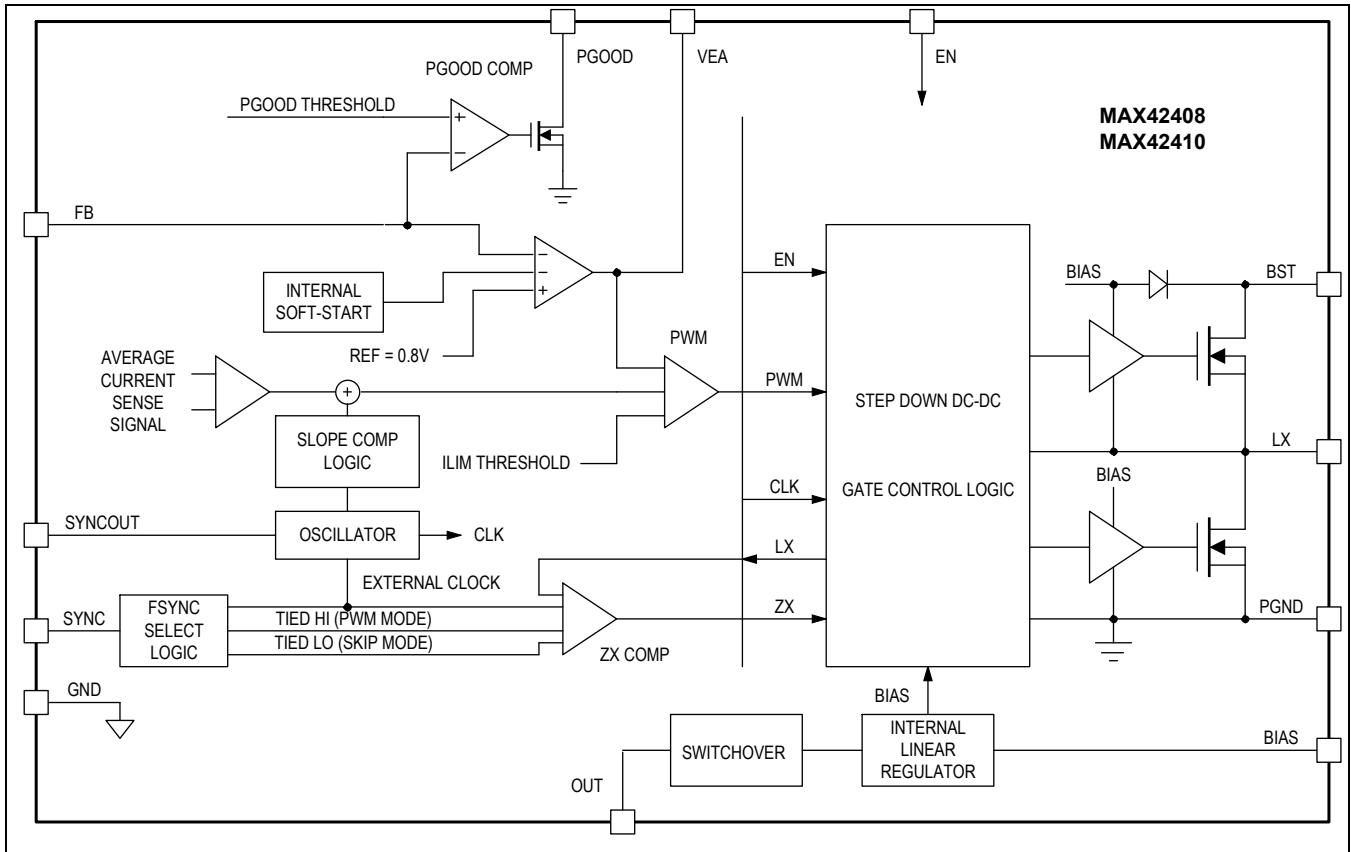 PGOOD
VEA
EN
PGOOD COMP
PGOOD THRESHOLD
+
−
MAX42408
MAX42410
FB
−
−
+
INTERNAL
SOFT-START
REF = 0.8V
EN
BIAS
BST
PWM
AVERAGE
CURRENT
SENSE
SIGNAL
+
PWM
STEP DOWN DC-DC
GATE CONTROL LOGIC
SLOPE COMP
LOGIC
ILIM THRESHOLD
LX
BIAS
CLK
SYNCOUT
OSCILLATOR
CLK
LX
EXTERNAL CLOCK
SYNC
FSYNC
SELECT
LOGIC
TIED HI (PWM MODE)
TIED LO (SKIP MODE)
ZX COMP
ZX
PGND
GND
BIAS
SWITCHOVER
INTERNAL
LINEAR
REGULATOR
BIAS
OUT